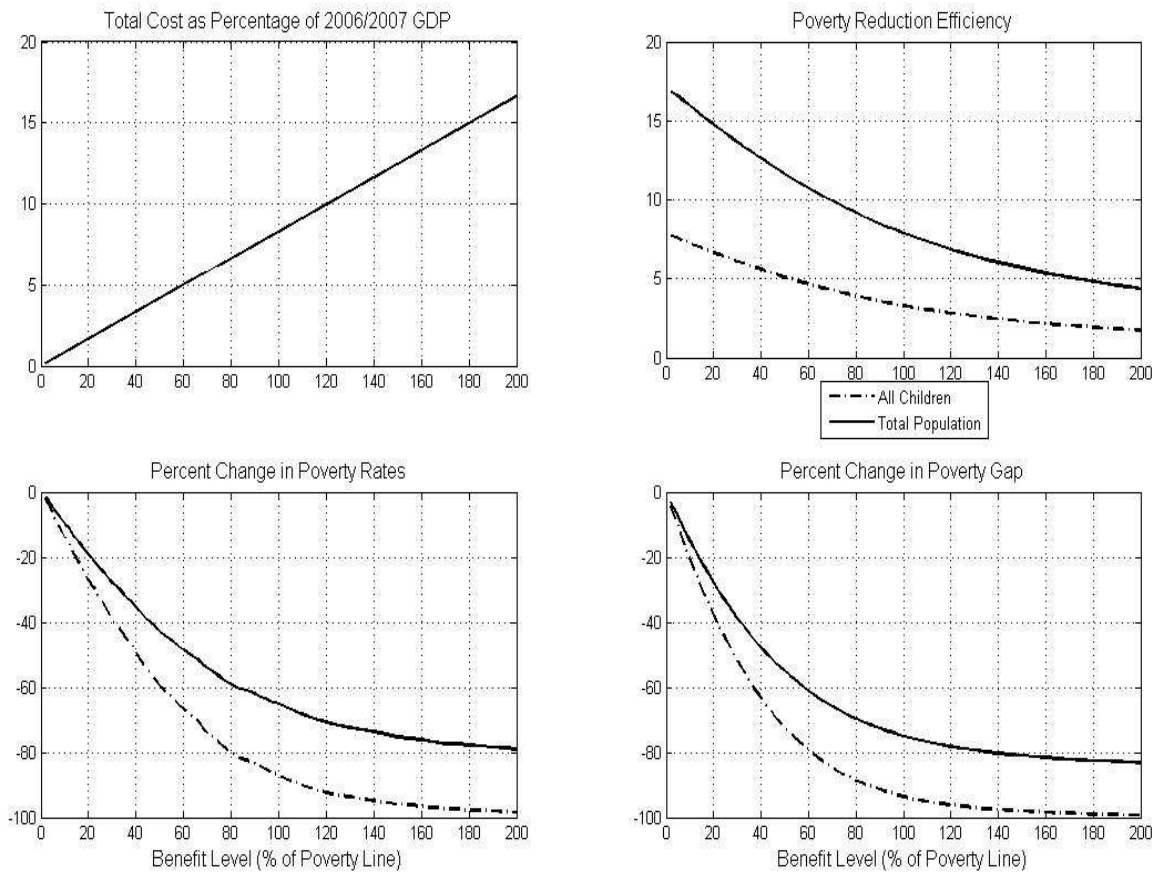 Total Cost as Percentage of 2006/2007 GDP
20
15
10
5
0
0 20 40 60 80 100 120 140 160 180 200
Poverty Reduction Efficiency
20
15
10
5
0
0 20 40 60 80 100 120 140 160 180 200
All Children
Total Population
Percent Change in Poverty Rates
0
-20
-40
-60
-80
-100
0 20 40 60 80 100 120 140 160 180 200
Benefit Level (% of Poverty Line)
Percent Change in Poverty Gap
0
-20
-40
-60
-80
-100
0 20 40 60 80 100 120 140 160 180 200
Benefit Level (% of Poverty Line)